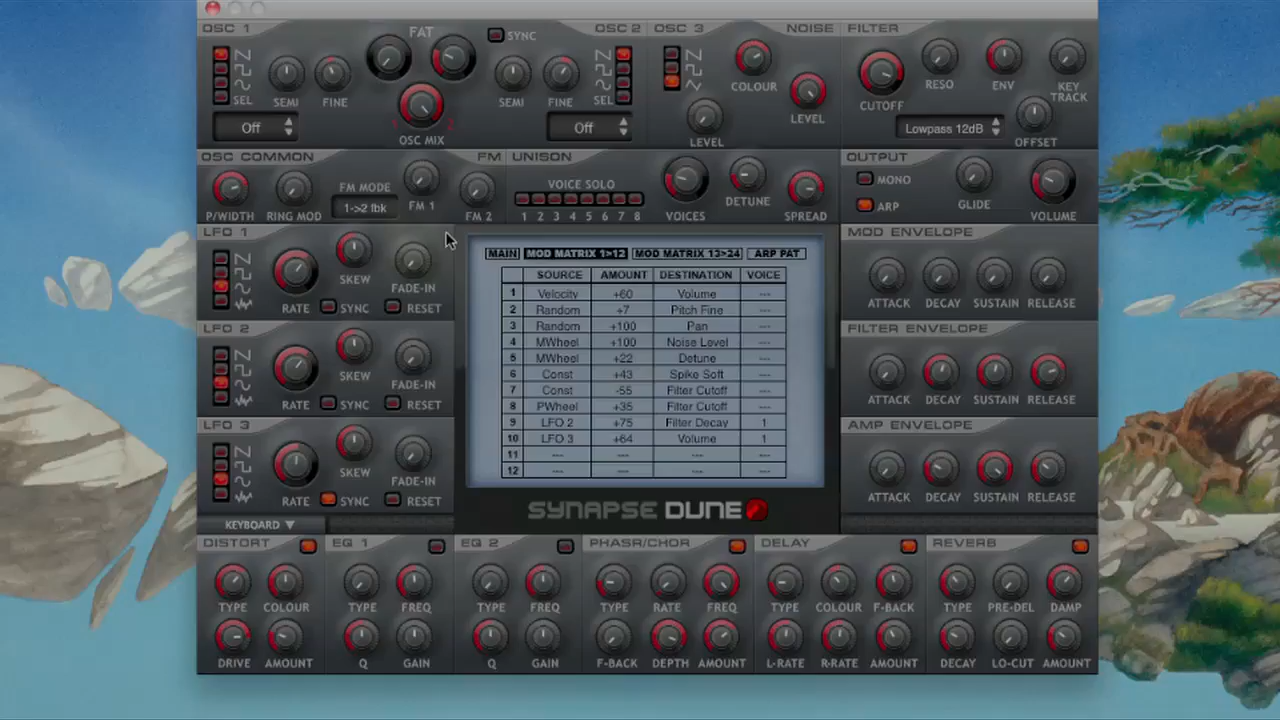 OSC 1 FAT OSC 2 OSC 3 NOISE FILTER
SYNC
SEL SEMI FINE SEMI FINE SEL COLOUR LEVEL CUTOFF RESO ENV KEY TRACK
Off OSC MIX Off LEVEL Lowpass 12dB OFFSET
OSC COMMON FM UNISON OUTPUT
P/WIDTH RING MOD FM MODE 1->2 fbk FM 1 FM 2
VOICE SOLO
1 2 3 4 5 6 7 8
VOICES DETUNE SPREAD
MONO
ARP
GLIDE VOLUME
LFO 1
RATE SKEW SYNC FADE-IN RESET
LFO 2
RATE SKEW SYNC FADE-IN RESET
LFO 3
RATE SKEW SYNC FADE-IN RESET
KEYBOARD ▼
MAIN MOD MATRIX 1>12 MOD MATRIX 13>24 ARP PAT
SOURCE AMOUNT DESTINATION VOICE
1 Velocity +60 Volume ---
2 Random +7 Pitch Fine ---
3 Random +100 Pan ---
4 MWheel +100 Noise Level ---
5 MWheel +22 Detune ---
6 Const +43 Spike Soft ---
7 Const -55 Filter Cutoff ---
8 PWheel +35 Filter Cutoff ---
9 LFO 2 +75 Filter Decay 1
10 LFO 3 +64 Volume 1
11 --- --- --- ---
12 --- --- --- ---
SYNAPSE DUNE
MOD ENVELOPE
ATTACK DECAY SUSTAIN RELEASE
FILTER ENVELOPE
ATTACK DECAY SUSTAIN RELEASE
AMP ENVELOPE
ATTACK DECAY SUSTAIN RELEASE
DISTORT EQ 1 EQ 2 PHASR/CHOR DELAY REVERB
TYPE COLOUR TYPE FREQ TYPE FREQ TYPE RATE FREQ TYPE COLOUR F-BACK TYPE PRE-DEL DAMP
DRIVE AMOUNT Q GAIN Q GAIN F-BACK DEPTH AMOUNT L-RATE R-RATE AMOUNT DECAY LO-CUT AMOUNT